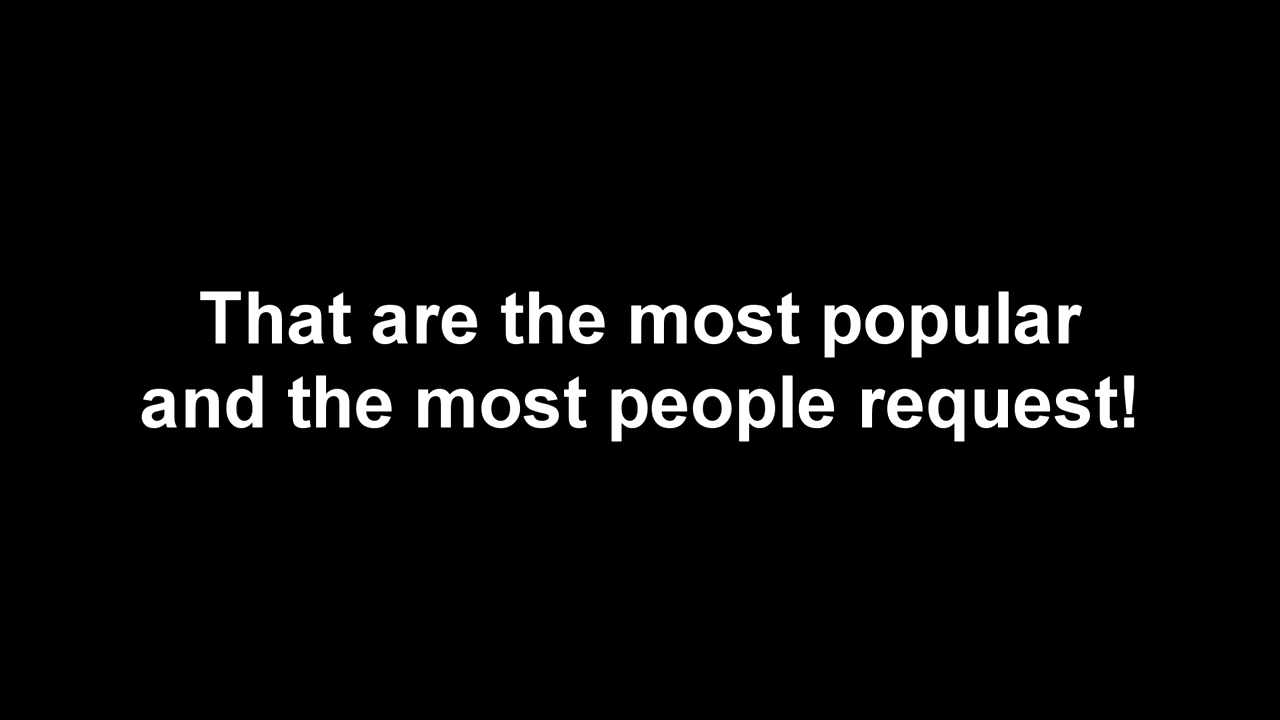 That are the most popular
and the most people request!